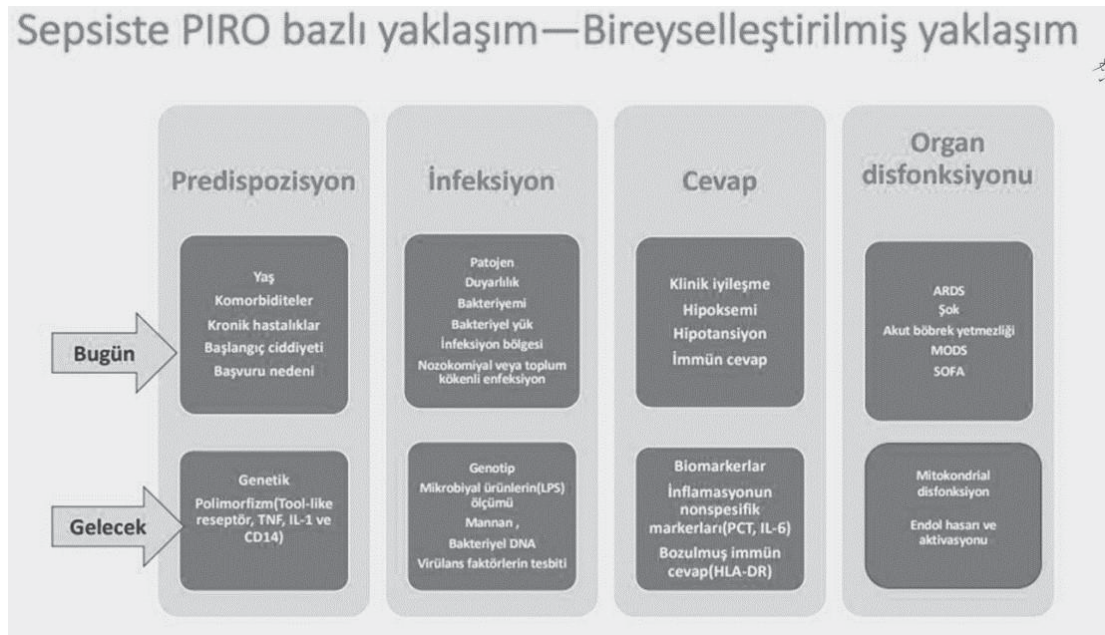 Sepsiste PIRO bazlı yaklaşım—Bireyselleştirilmiş yaklaşım
Predispozisyon
İnfeksiyon
Cevap
Organ
disfonksiyonu
Bugün
Yaş
Komorbiditeler
Kronik hastalıklar
Başlangıç ciddiyeti
Başvuru nedeni
Patojen
Duyarlılık
Bakteriyemi
Bakteriyel yük
İnfeksiyon bölgesi
Nozokomiyal veya toplum
kökenli enfeksiyon
Klinik iyileşme
Hipoksemi
Hipotansiyon
İmmün cevap
ARDS
Şok
Akut böbrek yetmezliği
MODS
SOFA
Gelecek
Genetik
Polimorfizm(Tool-like
reseptör, TNF, IL-1 ve
CD14)
Genotip
Mikrobiyal ürünlerin(LPS)
ölçümü
Mannan ,
Bakteriyel DNA
Virülans faktörlerin tesbiti
Biomarkerlar
İnflamasyonun
nonspesifik
markerları(PCT, IL-6)
Bozulmuş immün
cevap(HLA-DR)
Mitokondrial
disfonksiyon
Endol hasarı ve
aktivasyonu